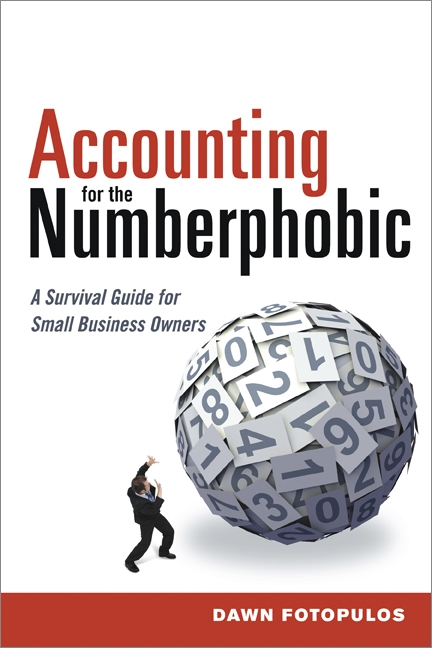 Accounting
for the
Numberphobic
A Survival Guide for
Small Business Owners
DAWN FOTOPULOS